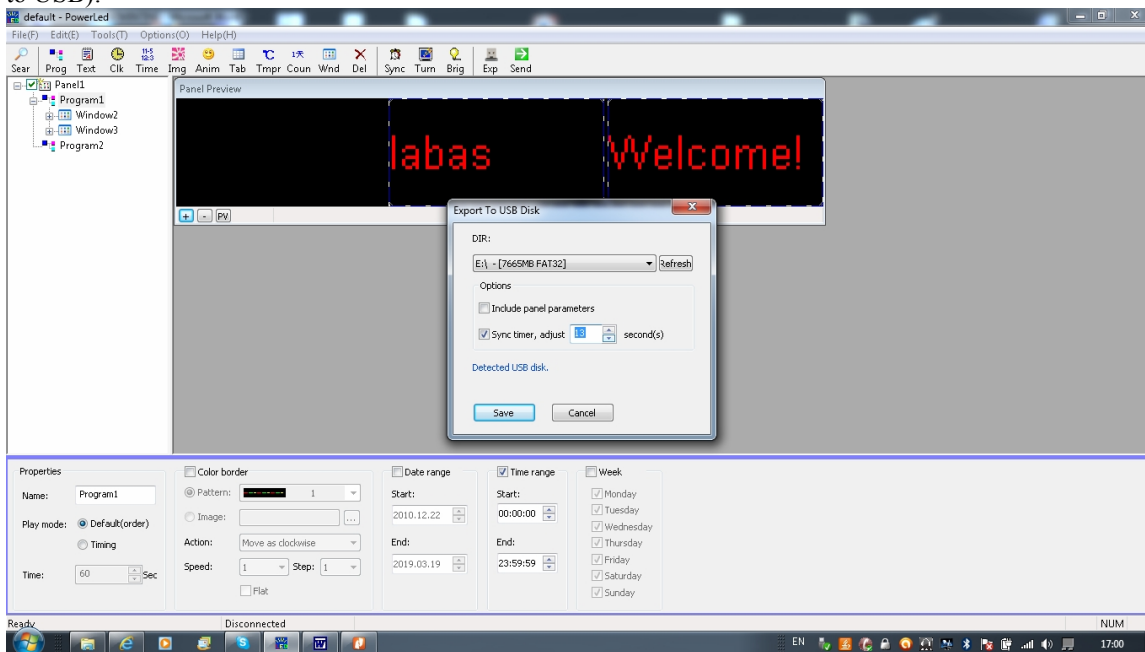 to USB).
default - PowerLed
File(F) Edit(E) Tools(T) Options(O) Help(H)
Sear Prog Text Clk Time Img Anim Tab Tmpr Coun Wnd Del Sync Turn Brig Exp Send
Panel1
Program1
Window2
Window3
Program2
Panel Preview
labas Welcome!
+ - PV
Export To USB Disk
DIR:
E:\ - [7665MB FAT32] Refresh
Options
Include panel parameters
Sync timer, adjust 13 second(s)
Detected USB disk.
Save Cancel
Properties
Name: Program1
Play mode: Default(order)
Timing
Time: 60 Sec
Color border
Pattern: 1
Image: ...
Action: Move as clockwise
Speed: 1 Step: 1
Flat
Date range
Start:
2010.12.22
End:
2019.03.19
Time range
Start:
00:00:00
End:
23:59:59
Week
Monday
Tuesday
Wednesday
Thursday
Friday
Saturday
Sunday
Ready Disconnected NUM
EN 17:00